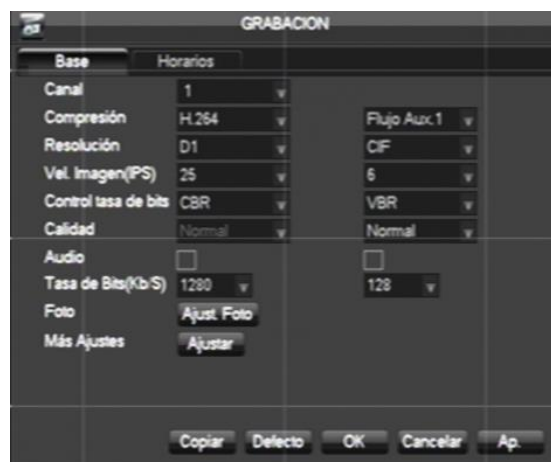 GRABACION
Base Horarios
Canal 1
Compresión H.264 Flujo Aux.1
Resolución D1 CIF
Vel. Imagen(IPS) 25 6
Control tasa de bits CBR VBR
Calidad Normal Normal
Audio
Tasa de Bits(Kb/S) 1280 128
Foto Ajust. Foto
Más Ajustes Ajustar
Copiar Defecto OK Cancelar Ap.